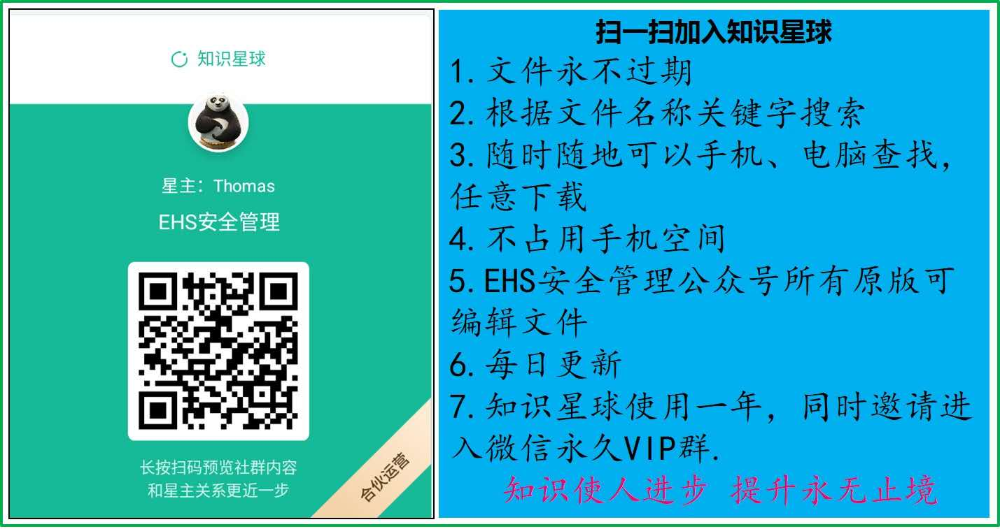 知识星球
星主：Thomas
EHS安全管理
长按扫码预览社群内容
和星主关系更近一步
合伙运营
扫一扫加入知识星球
1.文件永不过期
2.根据文件名称关键字搜索
3.随时随地可以手机、电脑查找，
任意下载
4.不占用手机空间
5.EHS安全管理公众号所有原版可
编辑文件
6.每日更新
7.知识星球使用一年，同时邀请进
入微信永久VIP群.
知识使人进步 提升永无止境